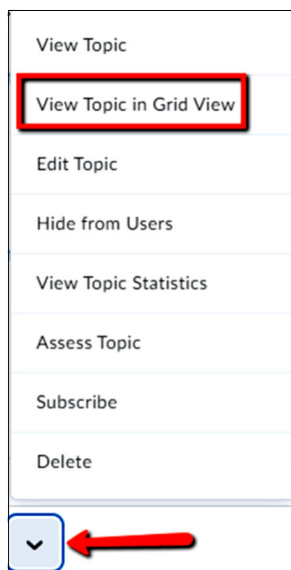 View Topic
View Topic in Grid View
Edit Topic
Hide from Users
View Topic Statistics
Assess Topic
Subscribe
Delete